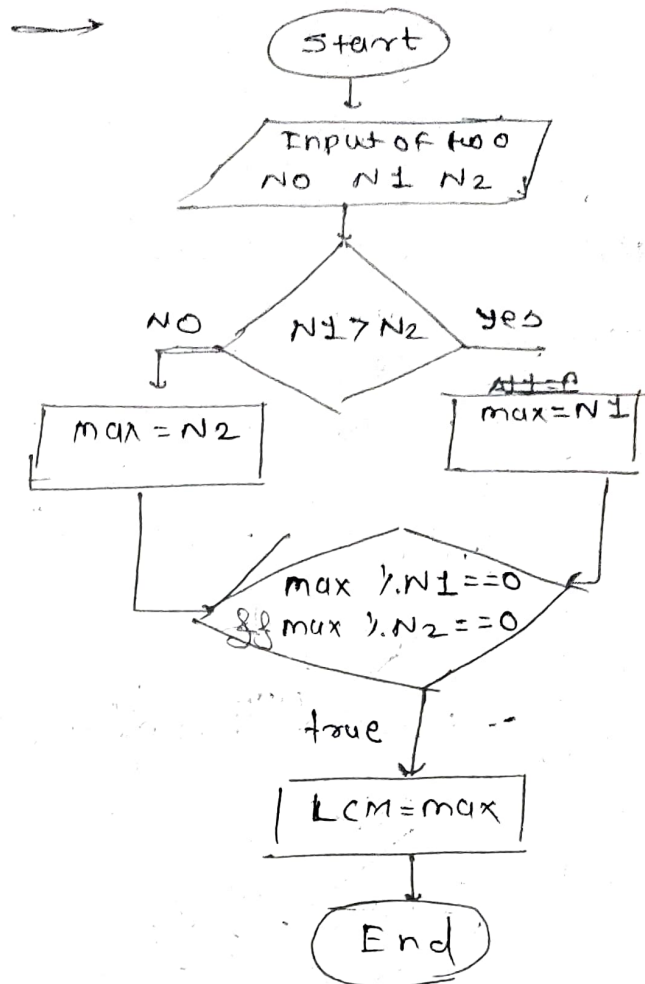 Start
Input of two
NO N1 N2
N1 > N2
NO
yes
max = N2
max = N1
max %. N1 == 0
&& max %. N2 == 0
true
LCM = max
End